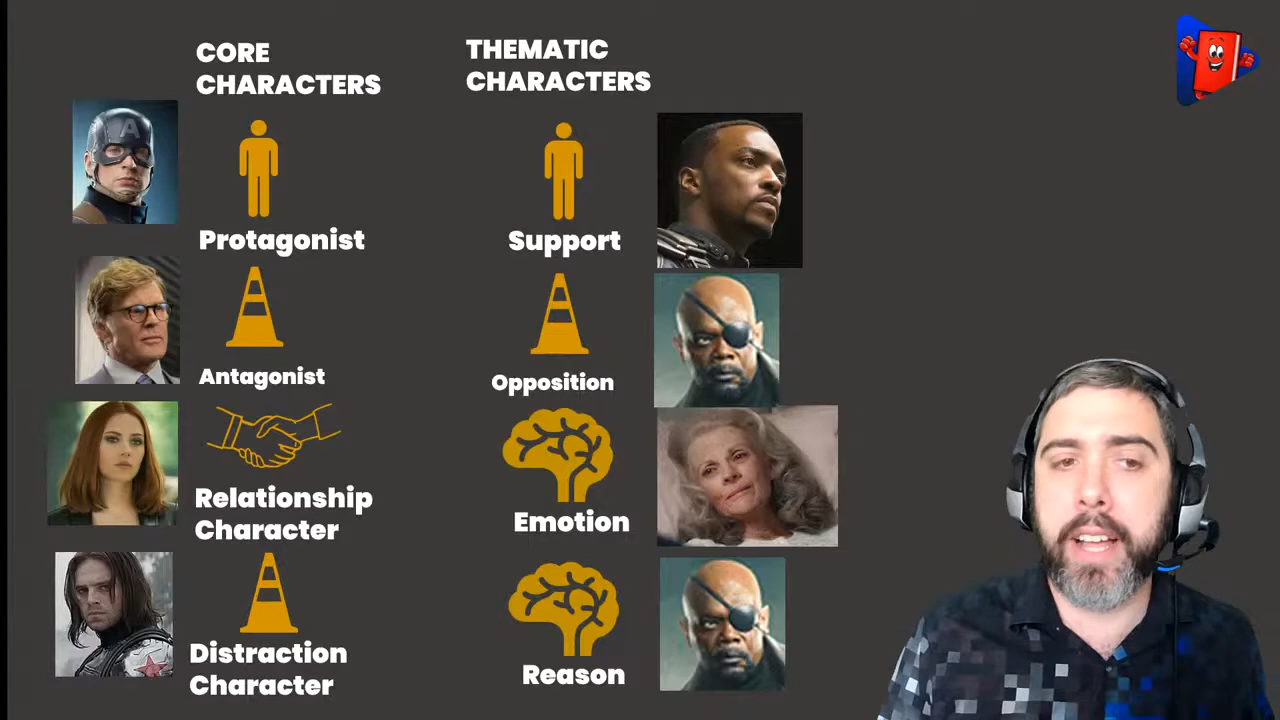 CORE
CHARACTERS
THEMATIC
CHARACTERS
A
Protagonist
Support
Antagonist
Opposition
Relationship
Character
Emotion
Distraction
Character
Reason